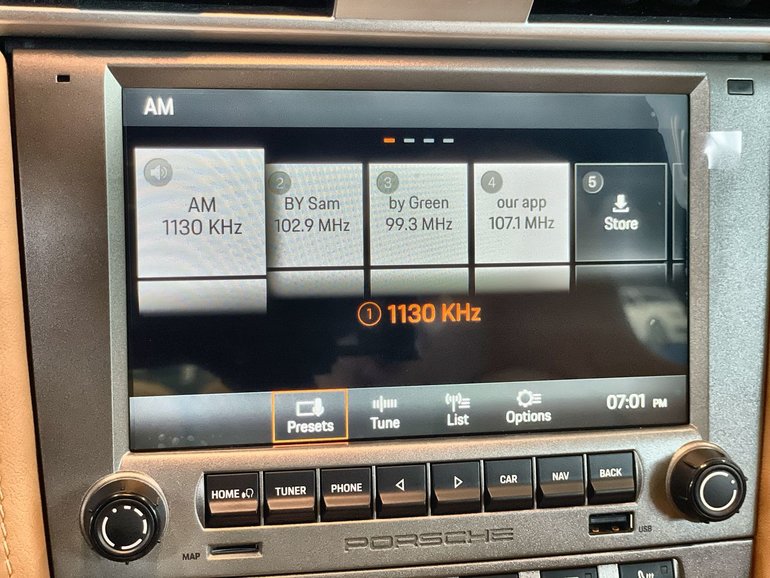 AM
AM
1130 KHz
2
BY Sam
102.9 MHz
3
by Green
99.3 MHz
4
our app
107.1 MHz
5
Store
1 1130 KHz
Presets
Tune
List
Options
07:01 PM
HOME
TUNER
PHONE
CAR
NAV
BACK
MAP
PORSCHE
USB